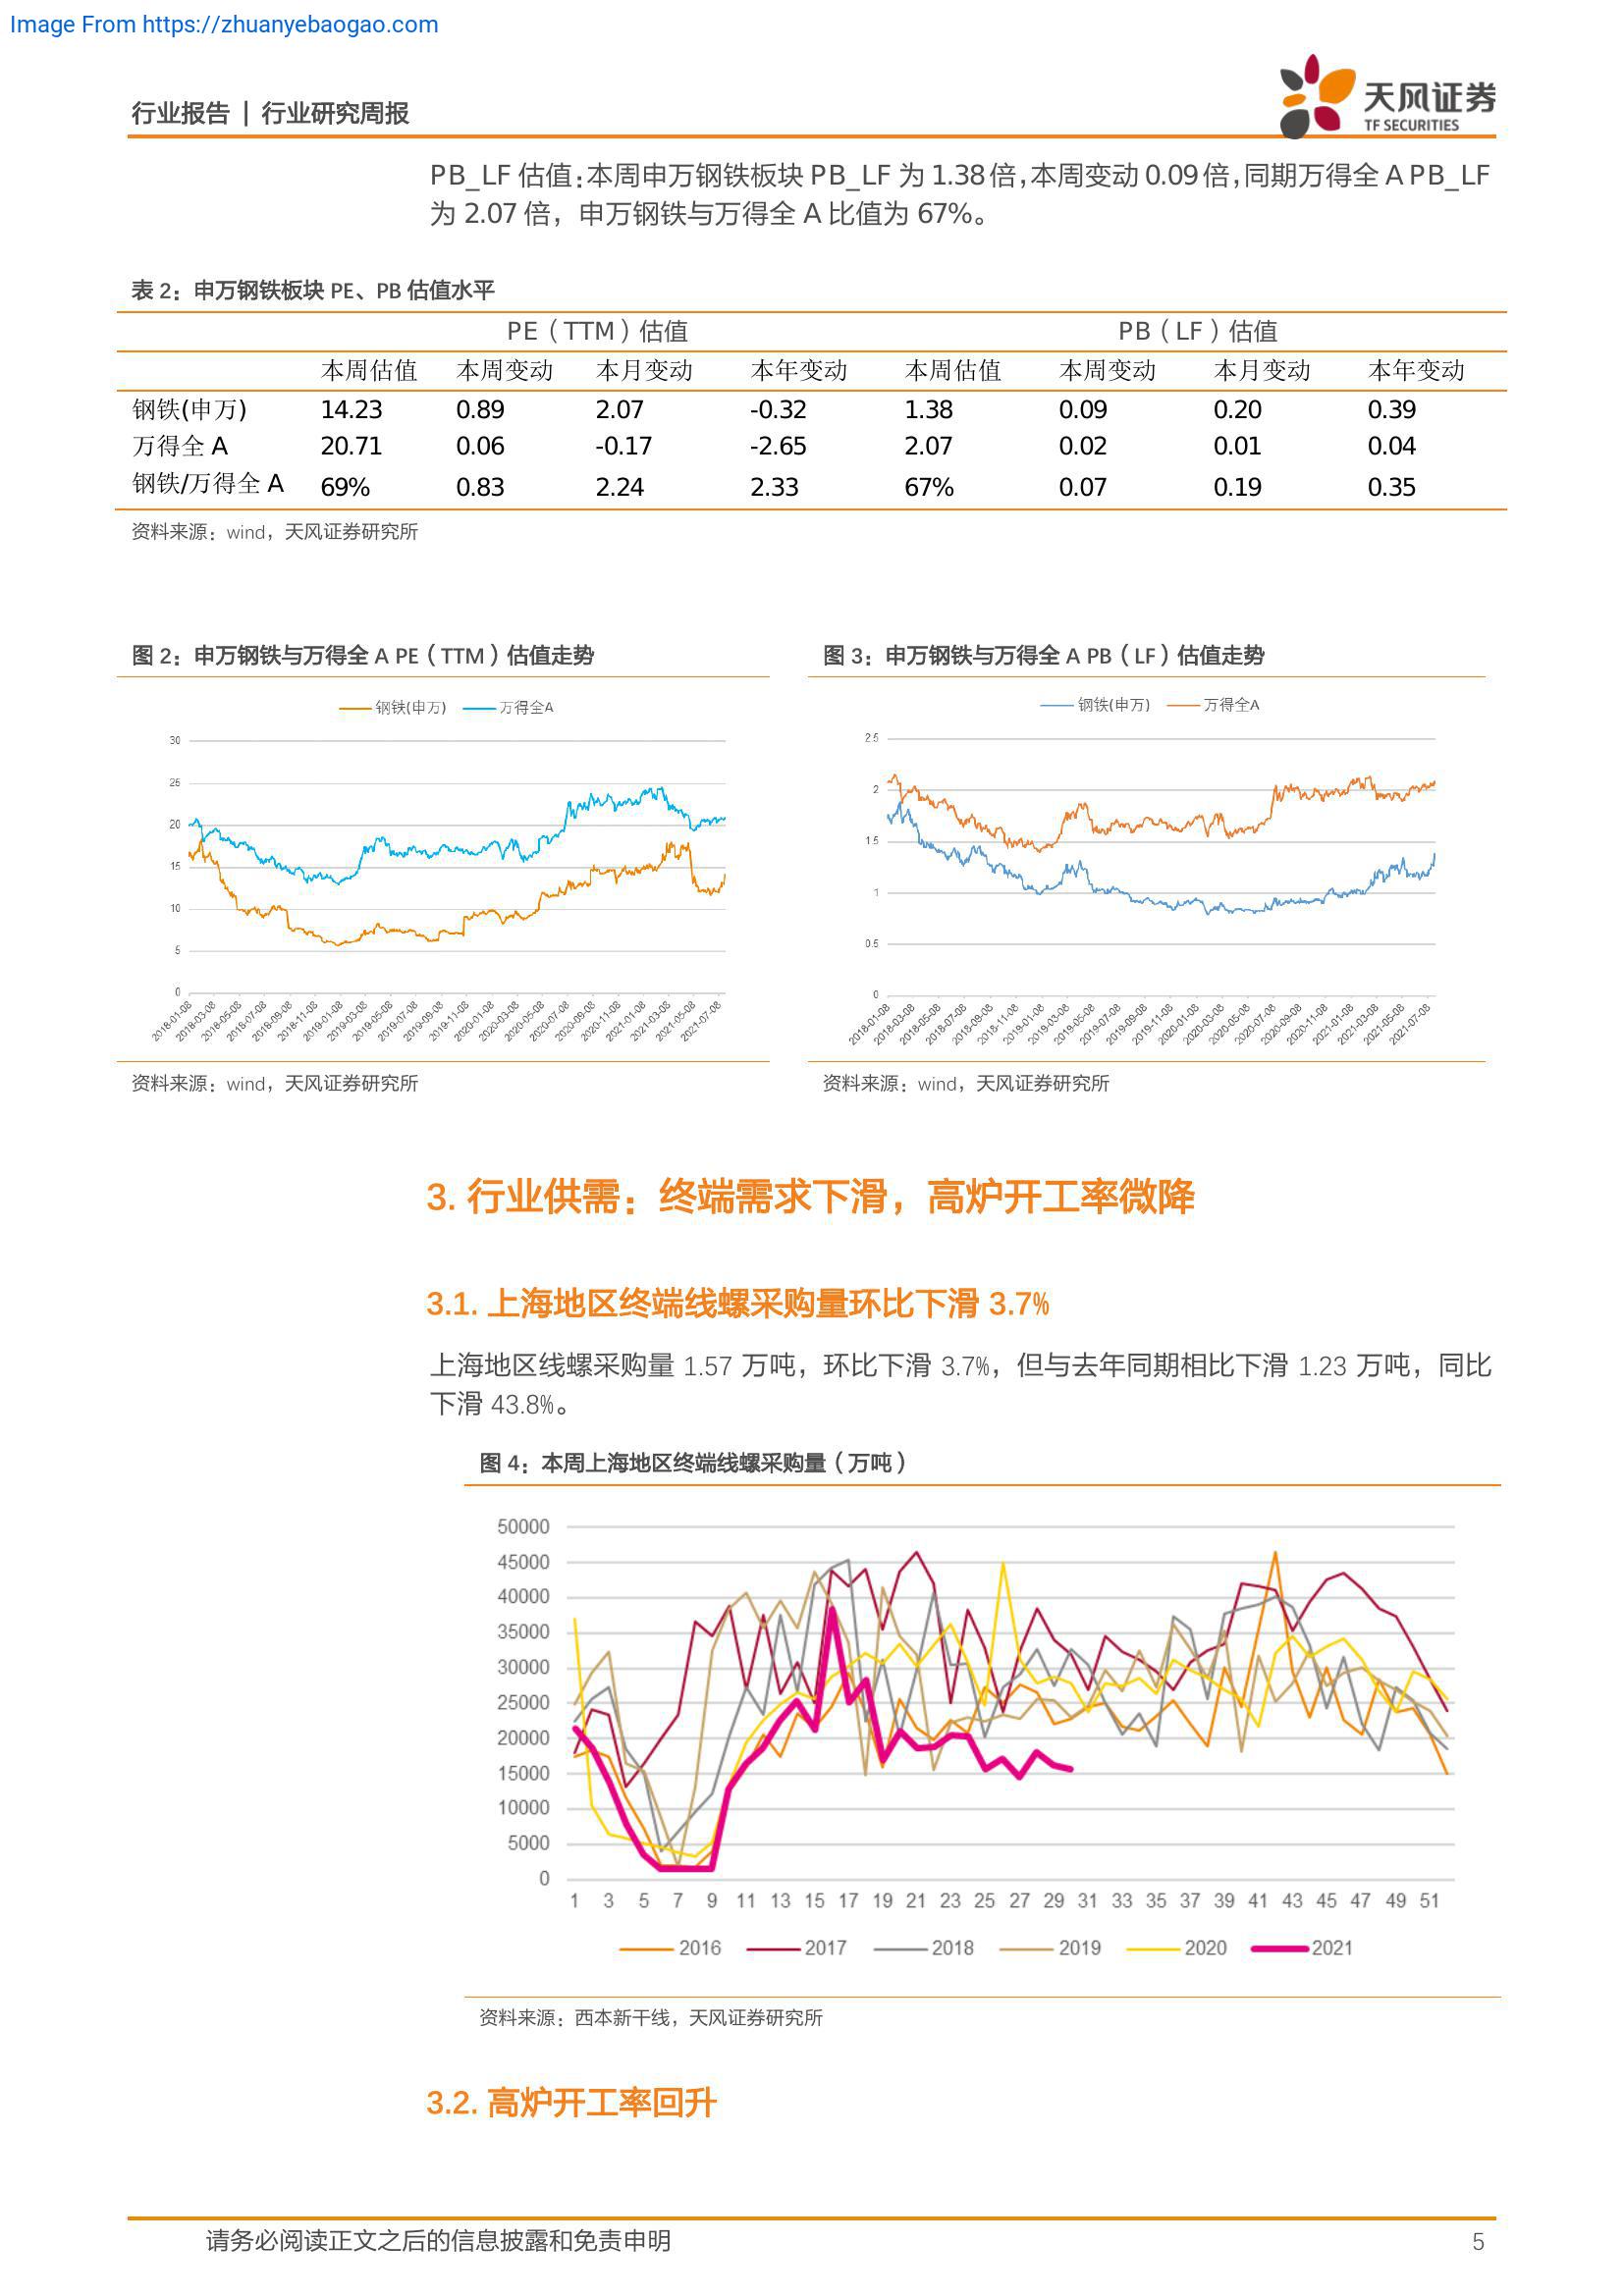 Image From https://zhuanyebaogao.com
行业报告 | 行业研究周报
天风证券
TF SECURITIES
PB_LF 估值：本周申万钢铁板块 PB_LF 为 1.38 倍，本周变动 0.09 倍，同期万得全 A PB_LF
为 2.07 倍，申万钢铁与万得全 A 比值为 67%。
表 2：申万钢铁板块 PE、PB 估值水平
PE（TTM）估值 PB（LF）估值
本周估值 本周变动 本月变动 本年变动 本周估值 本周变动 本月变动 本年变动
钢铁(申万) 14.23 0.89 2.07 -0.32 1.38 0.09 0.20 0.39
万得全 A 20.71 0.06 -0.17 -2.65 2.07 0.02 0.01 0.04
钢铁/万得全 A 69% 0.83 2.24 2.33 67% 0.07 0.19 0.35
资料来源：wind，天风证券研究所
图 2：申万钢铁与万得全 A PE（TTM）估值走势
钢铁(申万) 万得全A
30
25
20
15
10
5
0
2018-01-08 2018-03-08 2018-05-08 2018-07-08 2018-09-08 2018-11-08 2019-01-08 2019-03-08 2019-05-08 2019-07-08 2019-09-08 2019-11-08 2020-01-08 2020-03-08 2020-05-08 2020-07-08 2020-09-08 2020-11-08 2021-01-08 2021-03-08 2021-05-08 2021-07-08
资料来源：wind，天风证券研究所
图 3：申万钢铁与万得全 A PB（LF）估值走势
钢铁(申万) 万得全A
2.5
2
1.5
1
0.5
0
2018-01-08 2018-03-08 2018-05-08 2018-07-08 2018-09-08 2018-11-08 2019-01-08 2019-03-08 2019-05-08 2019-07-08 2019-09-08 2019-11-08 2020-01-08 2020-03-08 2020-05-08 2020-07-08 2020-09-08 2020-11-08 2021-01-08 2021-03-08 2021-05-08 2021-07-08
资料来源：wind，天风证券研究所
3. 行业供需：终端需求下滑，高炉开工率微降
3.1. 上海地区终端线螺采购量环比下滑 3.7%
上海地区线螺采购量 1.57 万吨，环比下滑 3.7%，但与去年同期相比下滑 1.23 万吨，同比
下滑 43.8%。
图 4：本周上海地区终端线螺采购量（万吨）
50000
45000
40000
35000
30000
25000
20000
15000
10000
5000
0
1 3 5 7 9 11 13 15 17 19 21 23 25 27 29 31 33 35 37 39 41 43 45 47 49 51
2016 2017 2018 2019 2020 2021
资料来源：西本新干线，天风证券研究所
3.2. 高炉开工率回升
请务必阅读正文之后的信息披露和免责申明 5